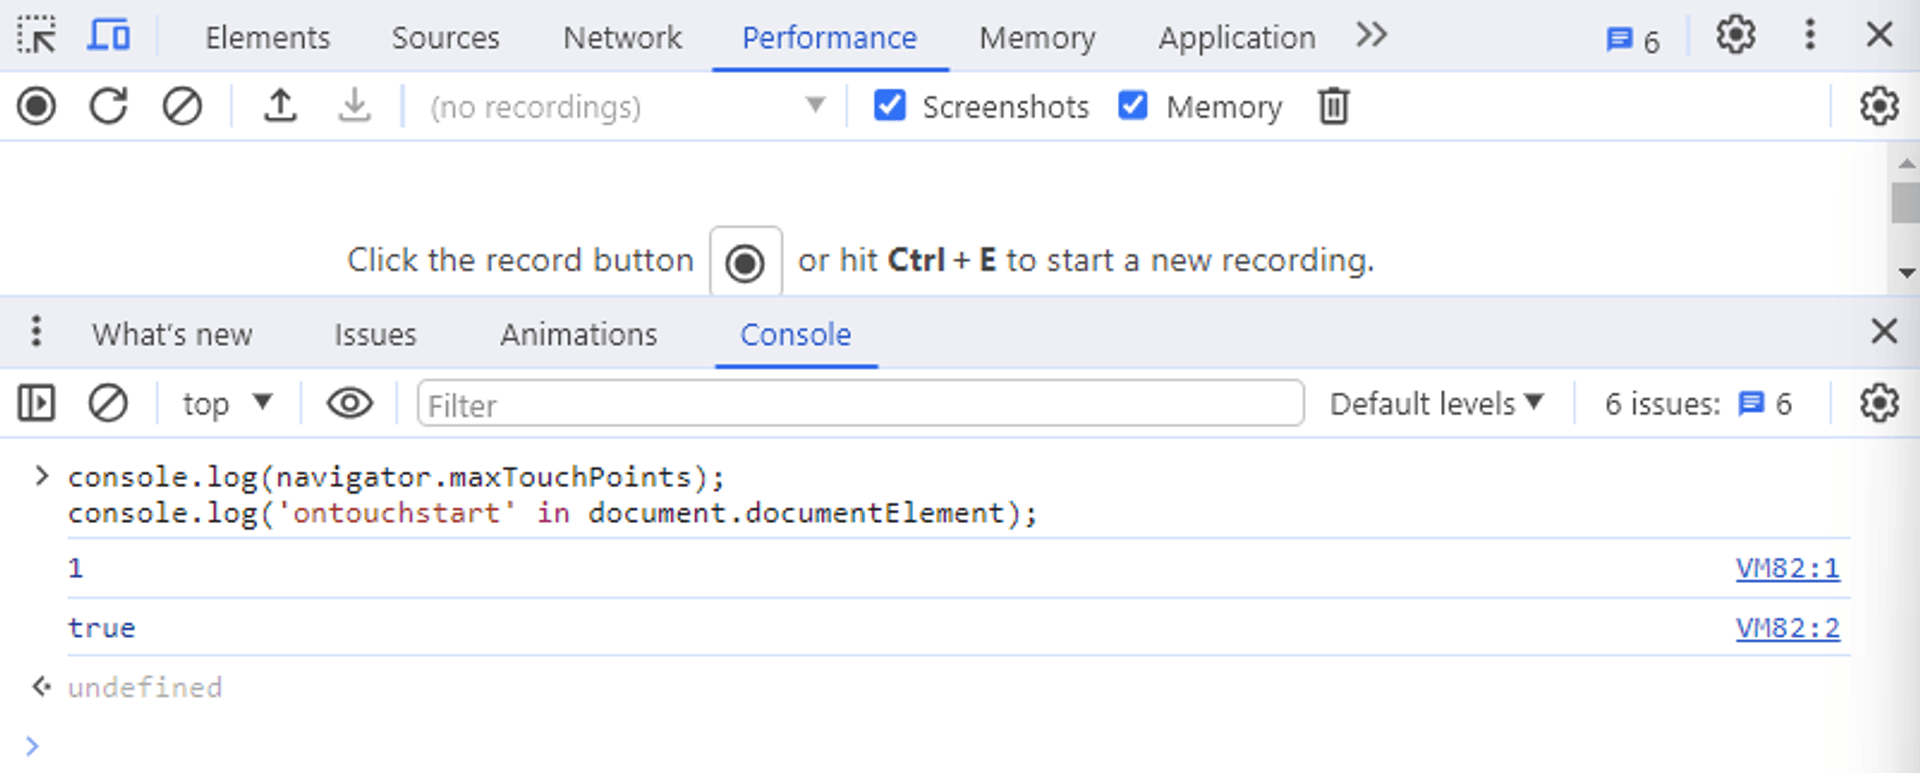 Elements Sources Network Performance Memory Application 6
(no recordings) Screenshots Memory
Click the record button or hit Ctrl + E to start a new recording.
What's new Issues Animations Console
top Filter Default levels 6 issues: 6
console.log(navigator.maxTouchPoints);
console.log('ontouchstart' in document.documentElement);
1 VM82:1
true VM82:2
undefined